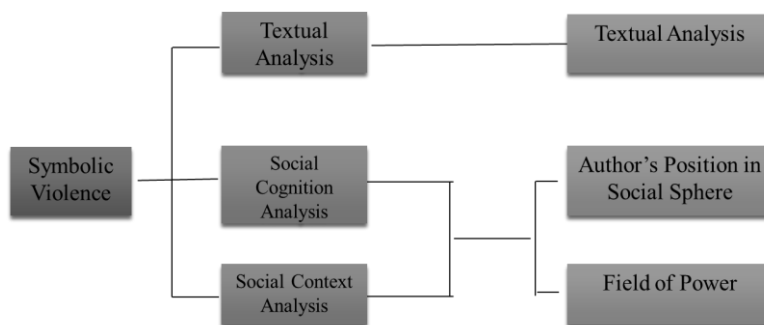 Textual
Analysis
Textual Analysis
Symbolic
Violence
Social
Cognition
Analysis
Author's Position in
Social Sphere
Social Context
Analysis
Field of Power